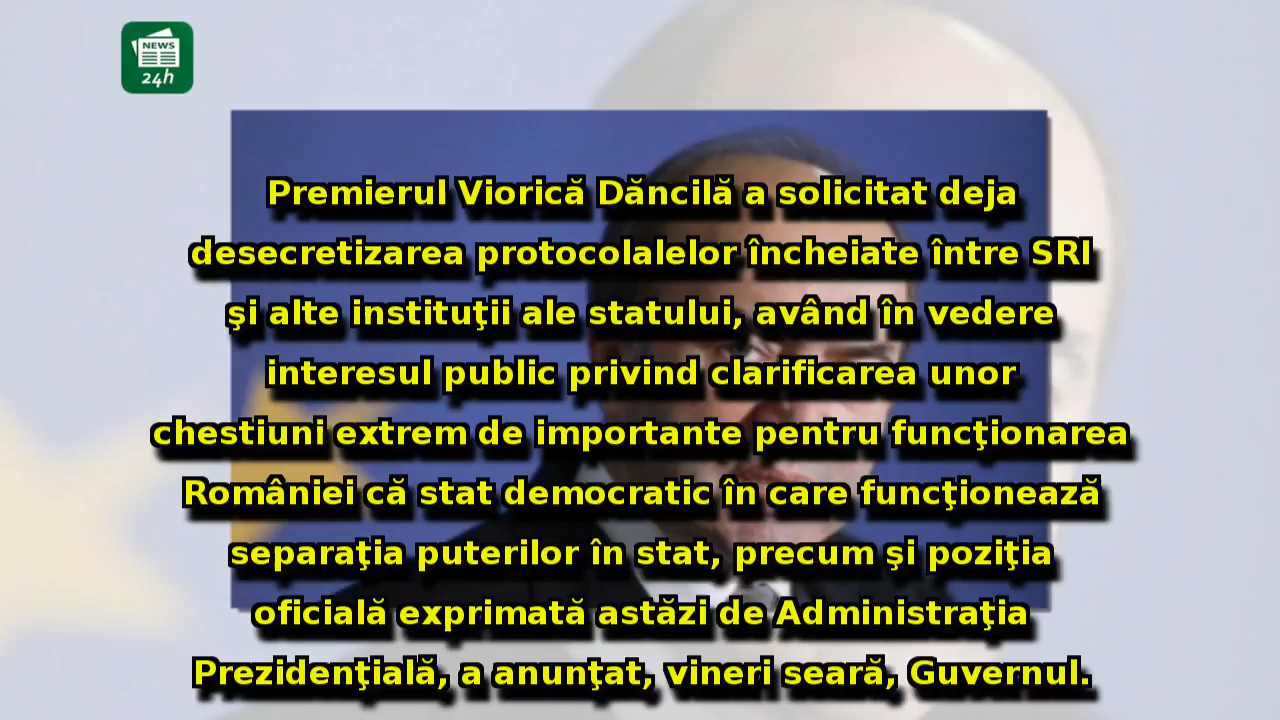 NEWS
24h
Premierul Viorică Dăncilă a solicitat deja
desecretizarea protocolalelor încheiate între SRI
şi alte instituţii ale statului, având în vedere
interesul public privind clarificarea unor
chestiuni extrem de importante pentru funcţionarea
României că stat democratic în care funcţionează
separaţia puterilor în stat, precum şi poziţia
oficială exprimată astăzi de Administraţia
Prezidenţială, a anunţat, vineri seară, Guvernul.